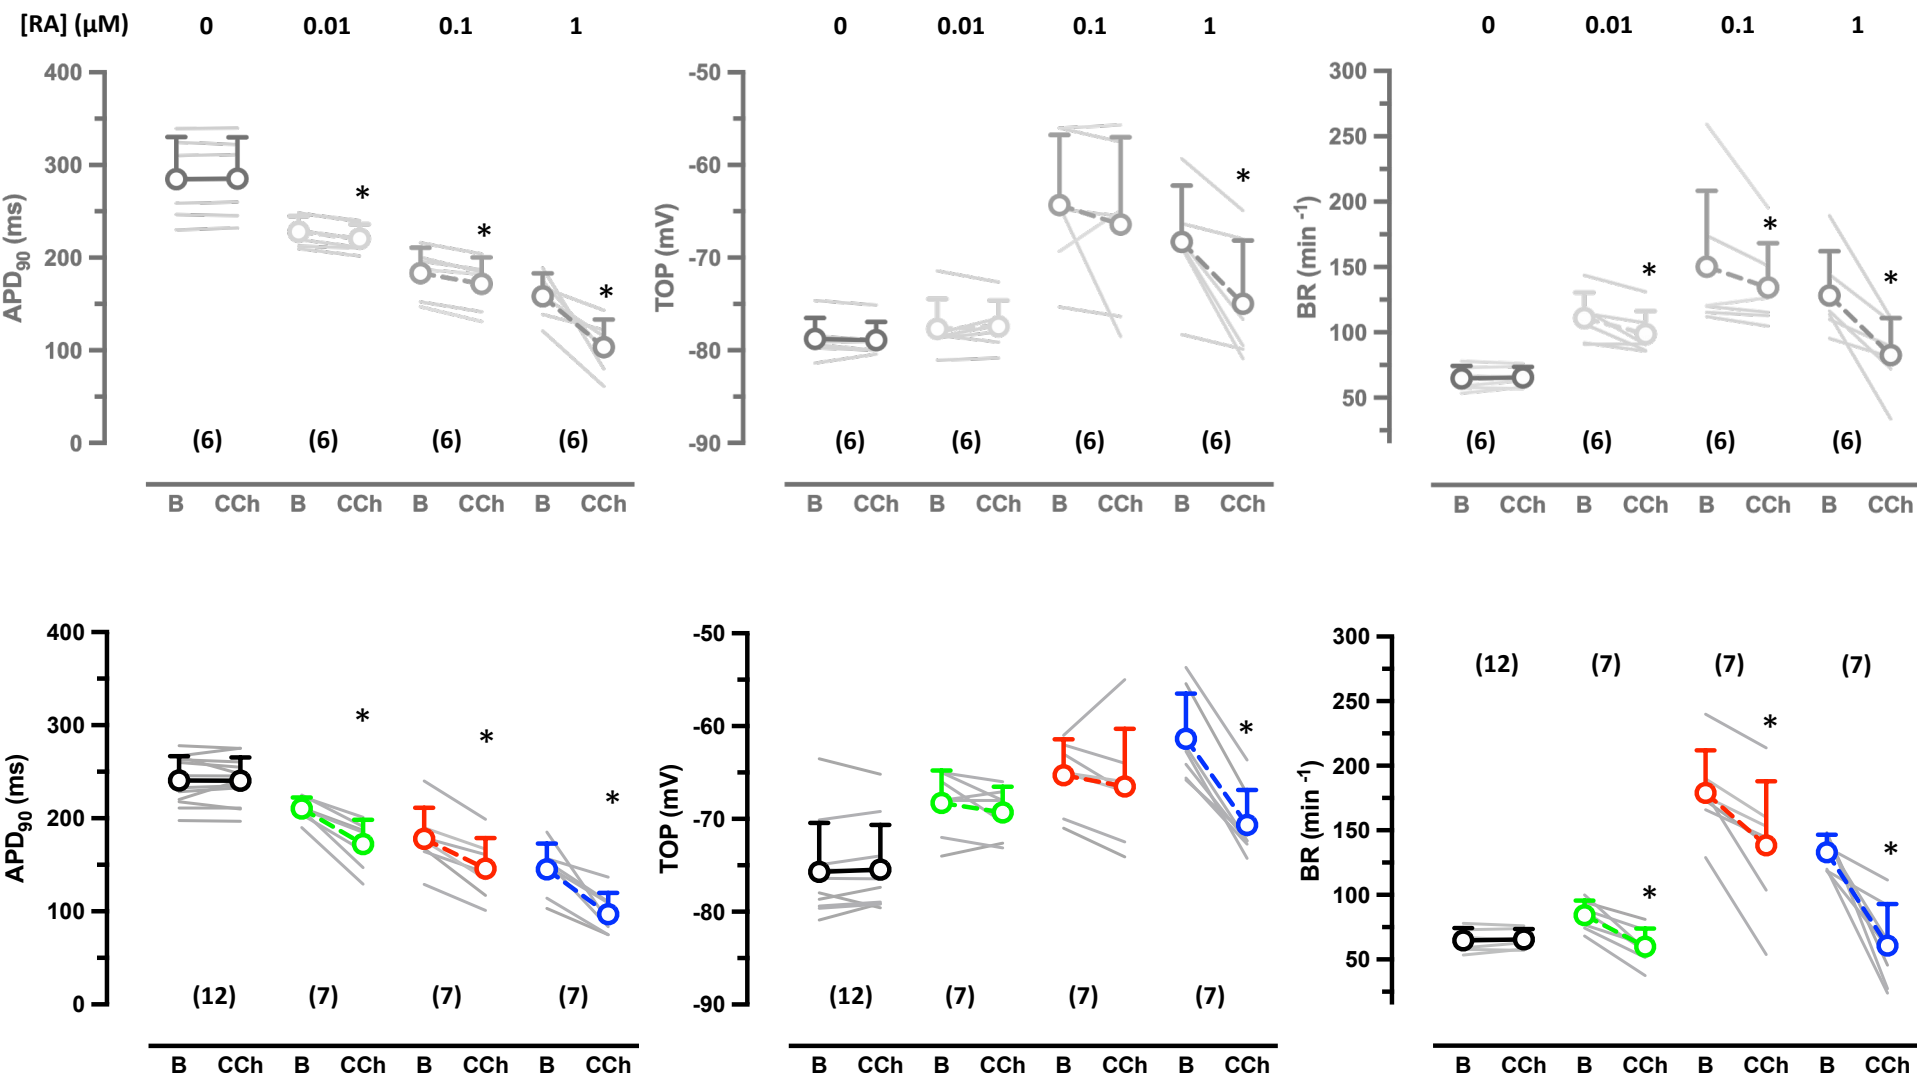 [RA] (µM) 0 0.01 0.1 1 0 0.01 0.1 1 0 0.01 0.1 1
400
300
200
100
0
APD90 (ms)
* * *
(6) (6) (6) (6)
B CCh B CCh B CCh B CCh
-50
-60
-70
-80
-90
TOP (mV)
*
(6) (6) (6) (6)
B CCh B CCh B CCh B CCh
300
250
200
150
100
50
BR (min -1)
* * *
(6) (6) (6) (6)
B CCh B CCh B CCh B CCh
400
300
200
100
0
APD90 (ms)
* * *
(12) (7) (7) (7)
B CCh B CCh B CCh B CCh
-50
-60
-70
-80
-90
TOP (mV)
*
(12) (7) (7) (7)
B CCh B CCh B CCh B CCh
300
250
200
150
100
50
BR (min -1)
(12) (7) (7) (7)
* * *
B CCh B CCh B CCh B CCh